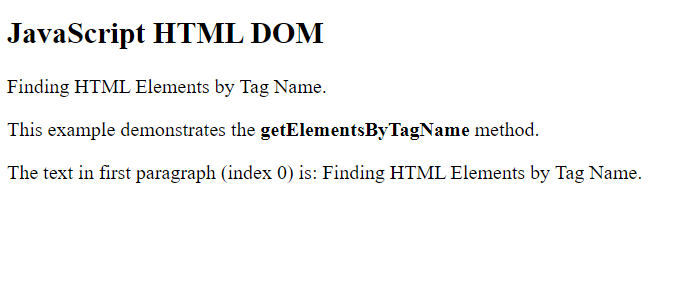 JavaScript HTML DOM
Finding HTML Elements by Tag Name.
This example demonstrates the getElementsByTagName method.
The text in first paragraph (index 0) is: Finding HTML Elements by Tag Name.